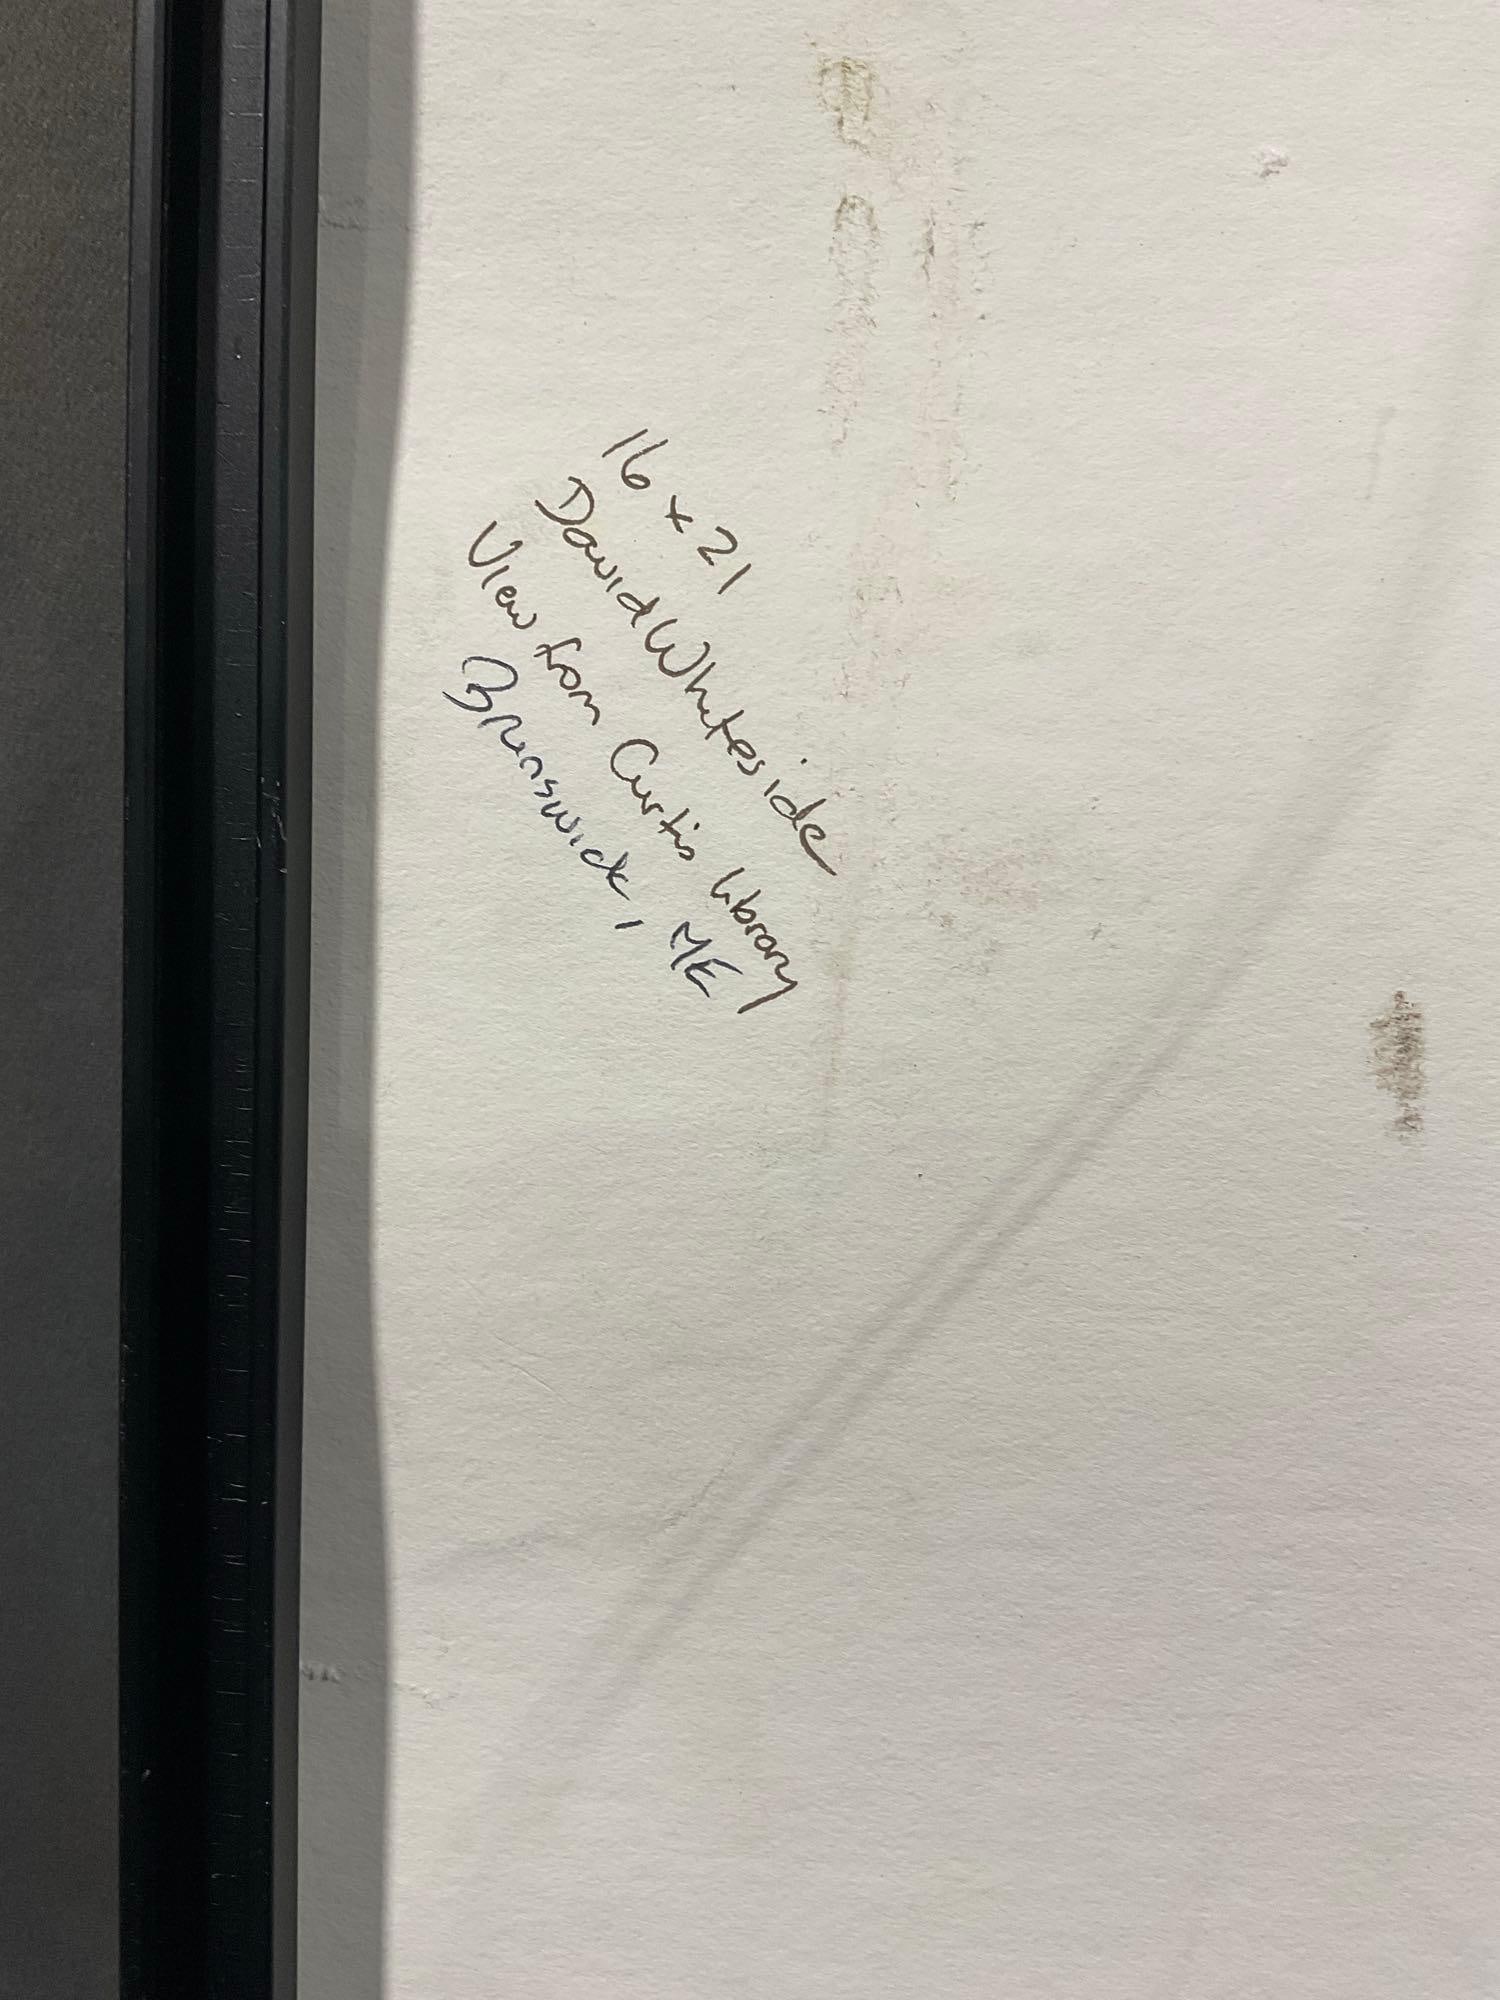 16 x 21
David Whiteside
View from Curtis library
Brunswick, ME